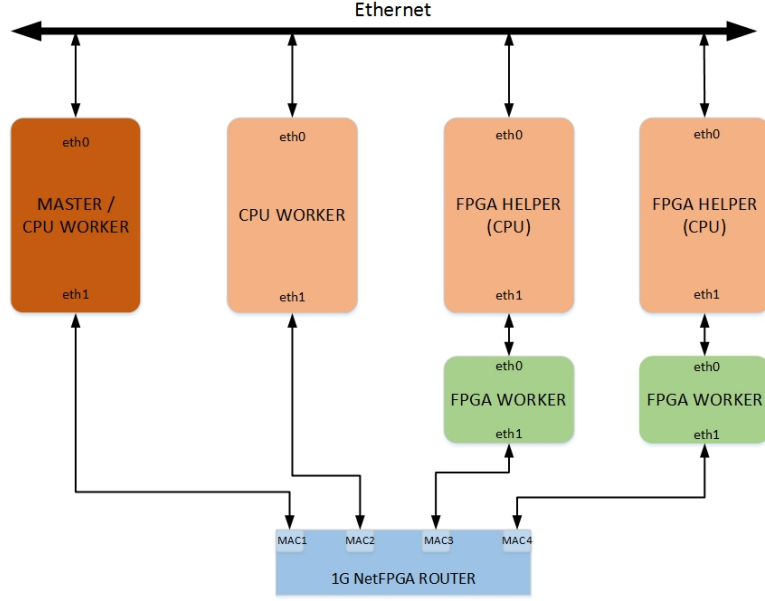 Ethernet
eth0
eth0
eth0
eth0
MASTER /
CPU WORKER
CPU WORKER
FPGA HELPER
(CPU)
FPGA HELPER
(CPU)
eth1
eth1
eth1
eth1
eth0
eth0
FPGA WORKER
FPGA WORKER
eth1
eth1
MAC1
MAC2
MAC3
MAC4
1G NetFPGA ROUTER